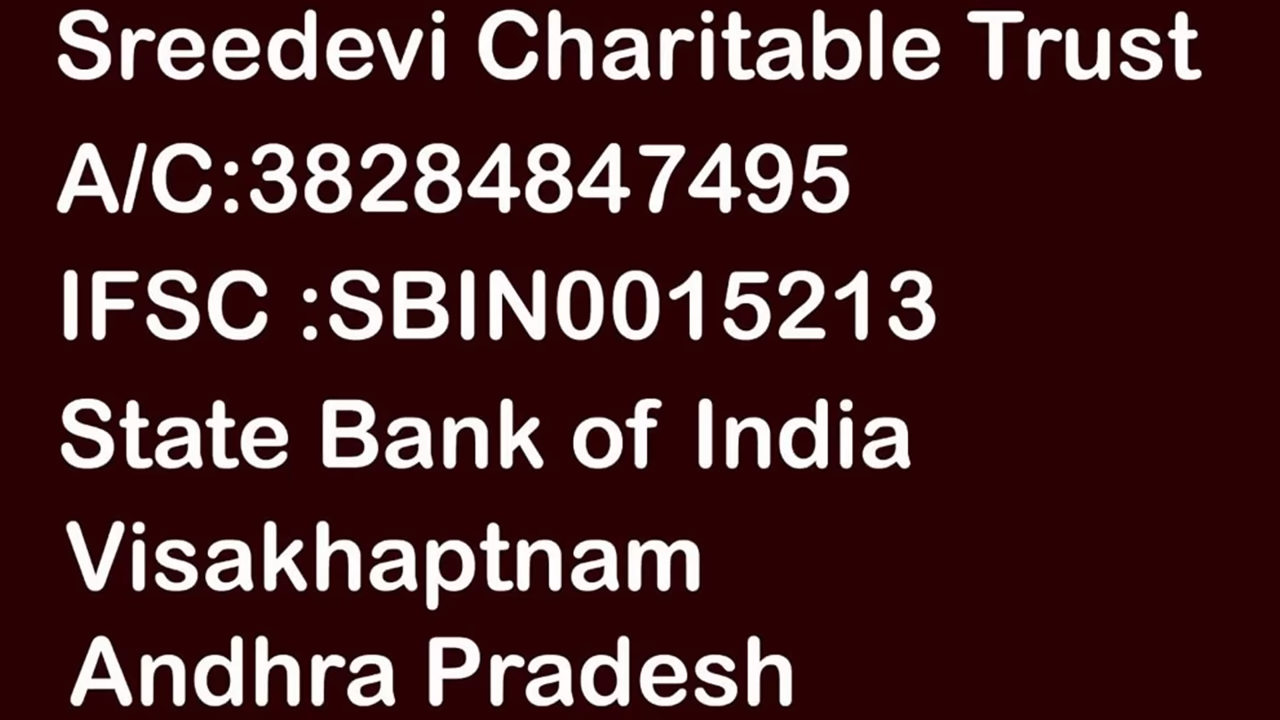 Sreedevi Charitable Trust
A/C:38284847495
IFSC :SBIN0015213
State Bank of India
Visakhaptnam
Andhra Pradesh